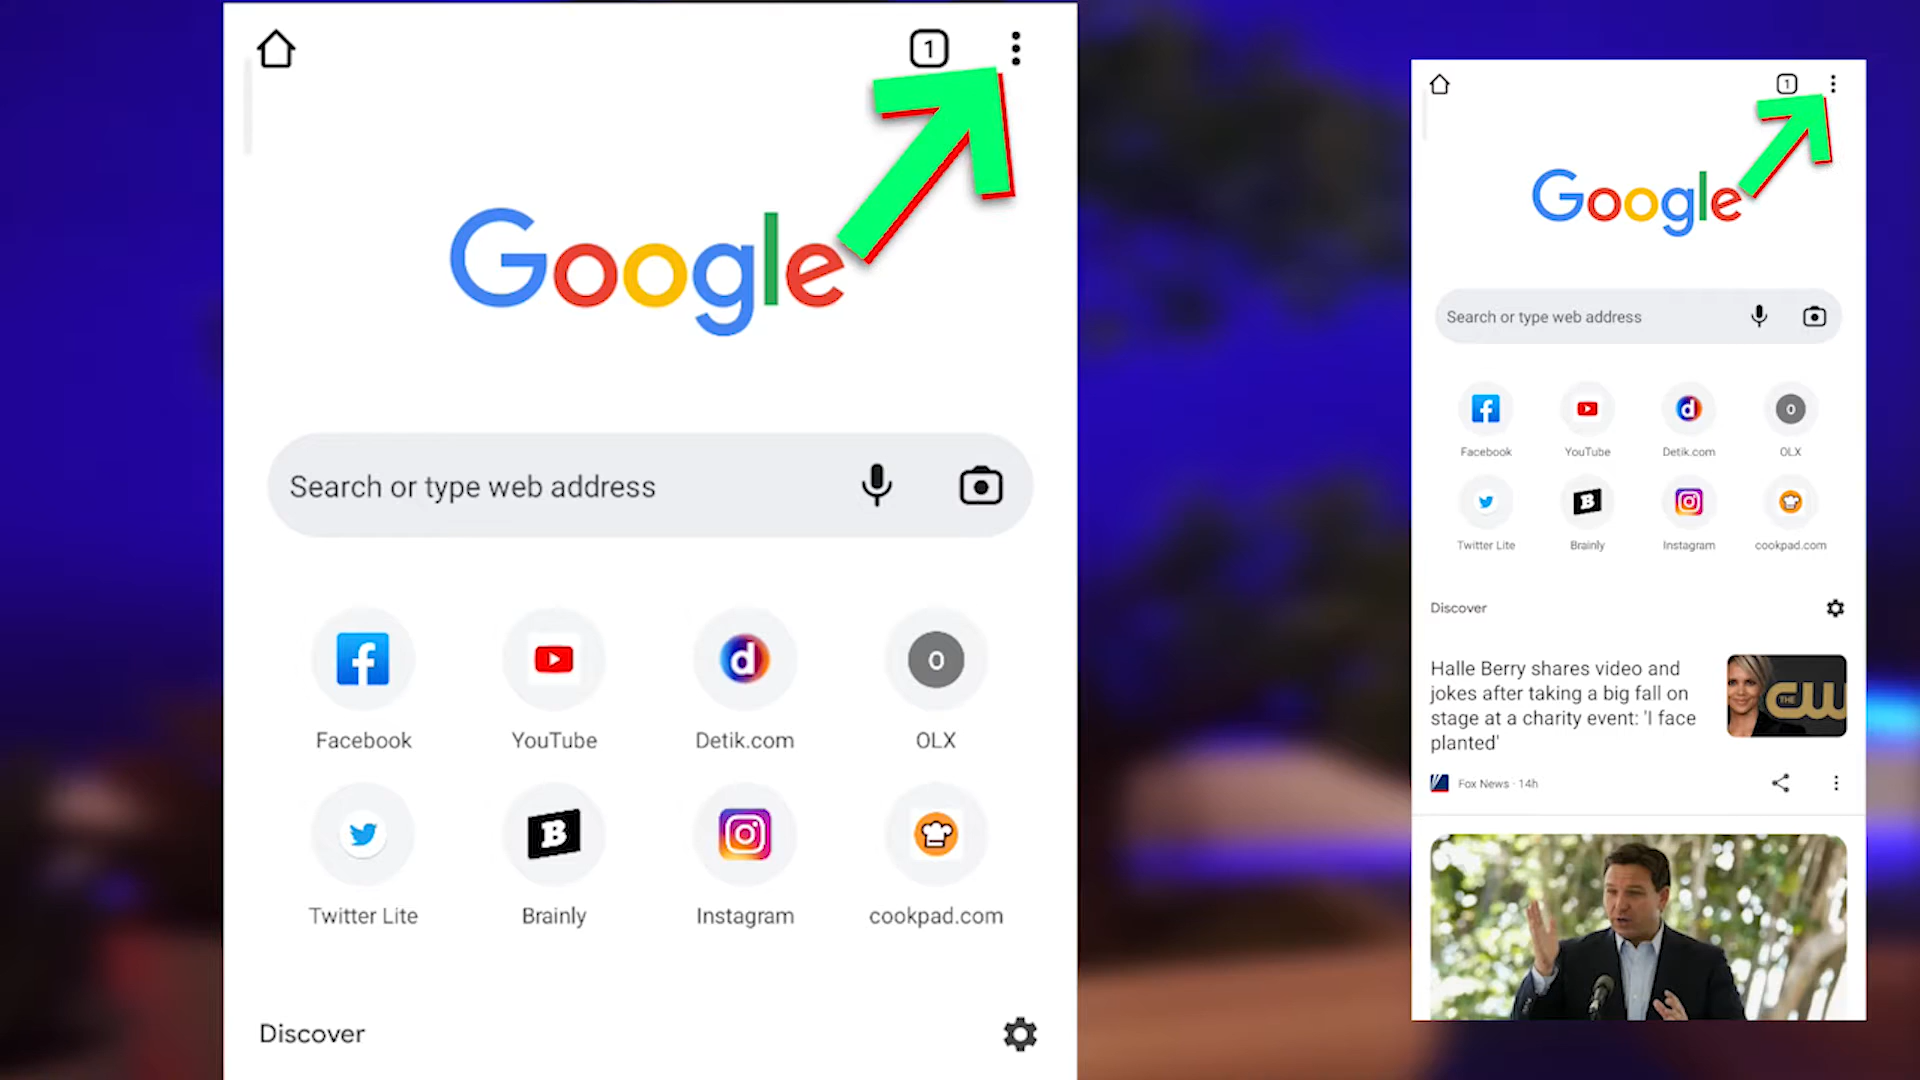 1
Google
Search or type web address
Facebook
YouTube
d
Detik.com
O
OLX
Twitter Lite
B
Brainly
Instagram
cookpad.com
Discover
1
Google
Search or type web address
Facebook
YouTube
d
Detik.com
O
OLX
Twitter Lite
B
Brainly
Instagram
cookpad.com
Discover
Halle Berry shares video and
jokes after taking a big fall on
stage at a charity event: 'I face
planted'
THE CW
Fox News · 14h